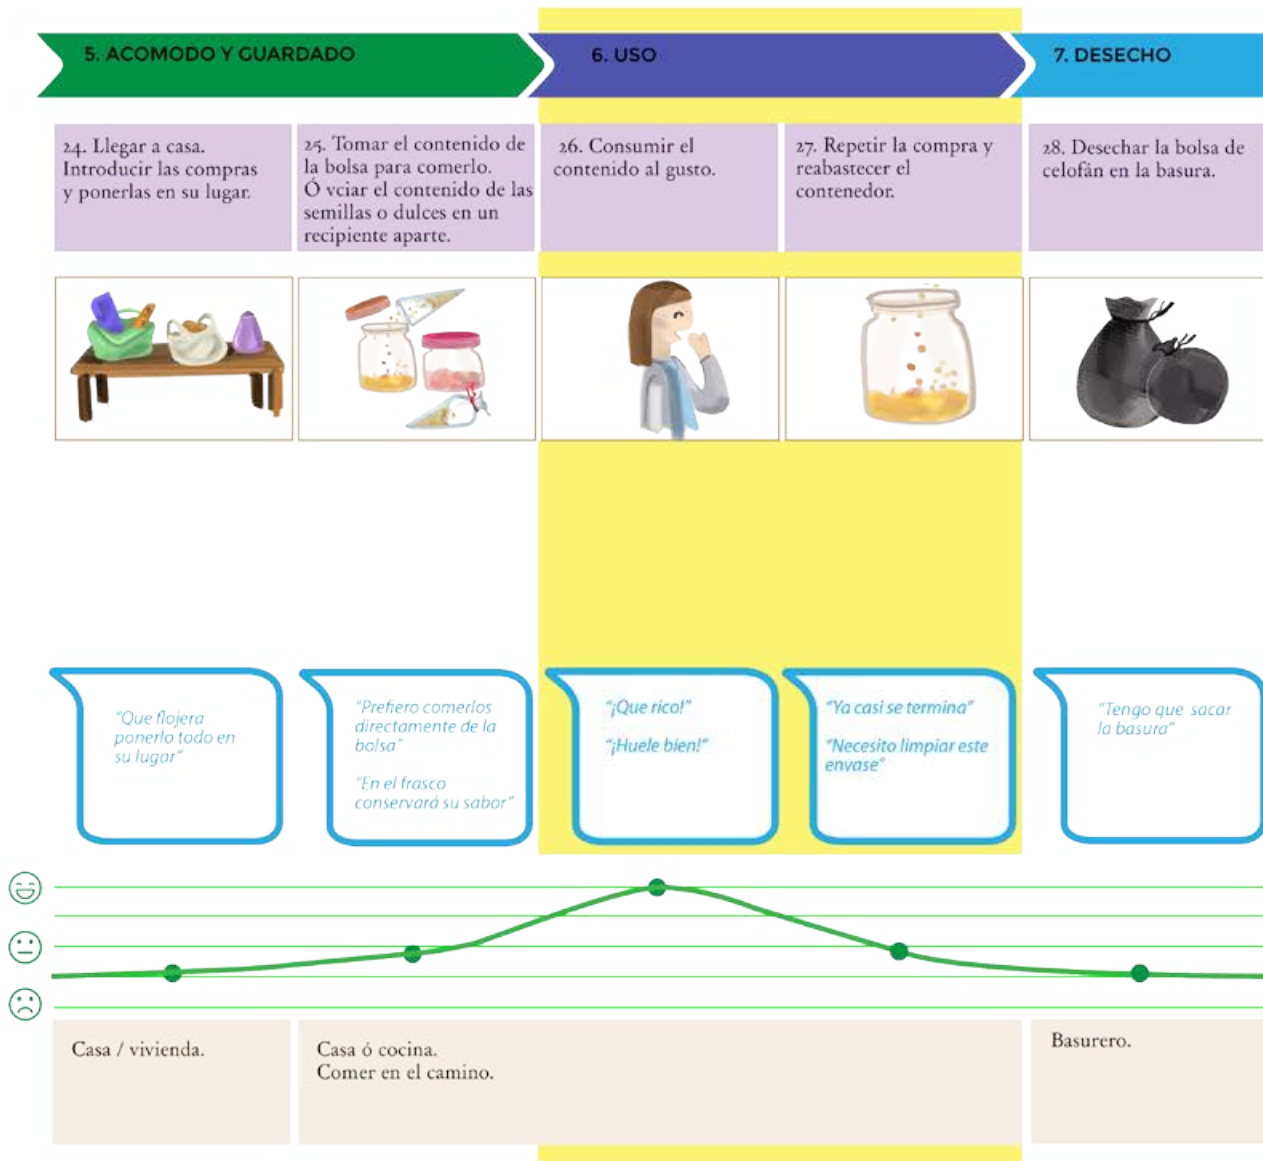 5. ACOMODO Y GUARDADO
6. USO
7. DESECHO
24. Llegar a casa.
Introducir las compras
y ponerlas en su lugar.
25. Tomar el contenido de
la bolsa para comerlo.
Ó vciar el contenido de las
semillas o dulces en un
recipiente aparte.
26. Consumir el
contenido al gusto.
27. Repetir la compra y
reabastecer el
contenedor.
28. Desechar la bolsa de
celofán en la basura.
"Que flojera
ponerlo todo en
su lugar"
"Prefiero comerlos
directamente de la
bolsa"
"En el frasco
conservará su sabor"
"¡Que rico!"
"¡Huele bien!"
"Ya casi se termina"
"Necesito limpiar este
envase"
"Tengo que sacar
la basura"
Casa / vivienda.
Casa ó cocina.
Comer en el camino.
Basurero.